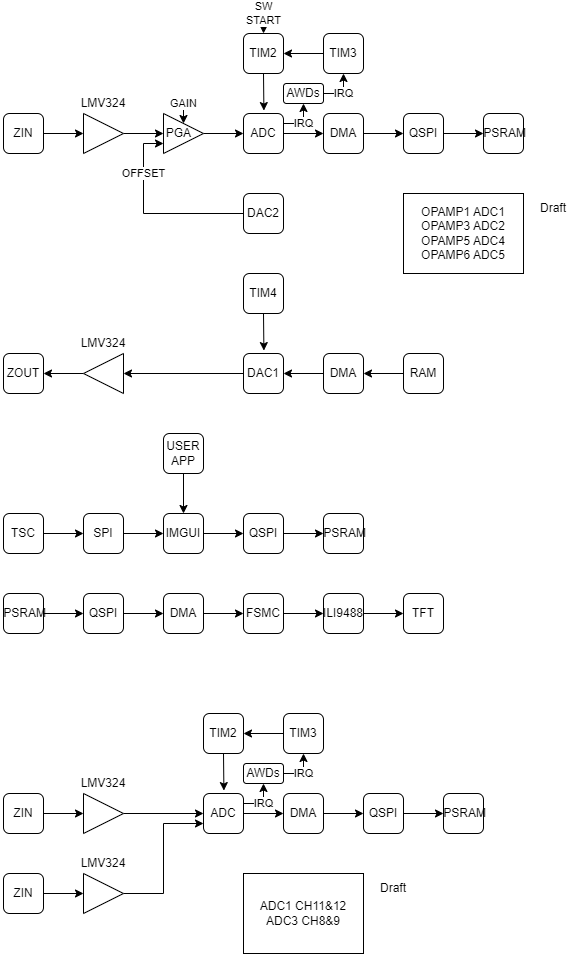 SW
START
TIM2
TIM3
AWDs
IRQ
LMV324
GAIN
IRQ
ZIN
PGA
ADC
DMA
QSPI
PSRAM
OFFSET
DAC2
OPAMP1 ADC1
OPAMP3 ADC2
OPAMP5 ADC4
OPAMP6 ADC5
Draft
TIM4
LMV324
ZOUT
DAC1
DMA
RAM
USER
APP
TSC
SPI
IMGUI
QSPI
PSRAM
PSRAM
QSPI
DMA
FSMC
ILI9488
TFT
TIM2
TIM3
AWDs
IRQ
LMV324
IRQ
ZIN
ADC
DMA
QSPI
PSRAM
LMV324
ZIN
ADC1 CH11&12
ADC3 CH8&9
Draft